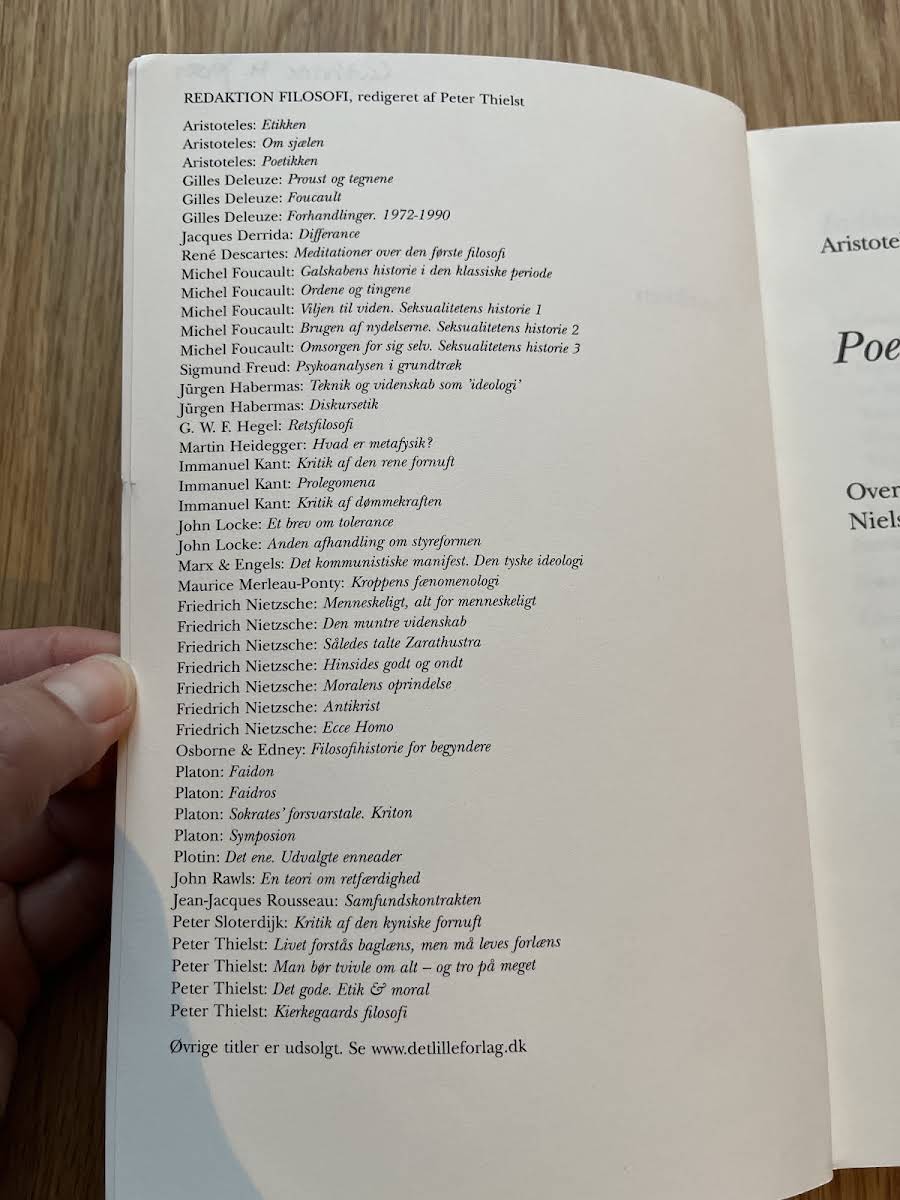 REDAKTION FILOSOFI, redigeret af Peter Thielst
Aristoteles: Etikken
Aristoteles: Om sjælen
Aristoteles: Poetikken
Gilles Deleuze: Proust og tegnene
Gilles Deleuze: Foucault
Gilles Deleuze: Forhandlinger. 1972-1990
Jacques Derrida: Differance
René Descartes: Meditationer over den første filosofi
Michel Foucault: Galskabens historie i den klassiske periode
Michel Foucault: Ordene og tingene
Michel Foucault: Viljen til viden. Seksualitetens historie 1
Michel Foucault: Brugen af nydelserne. Seksualitetens historie 2
Michel Foucault: Omsorgen for sig selv. Seksualitetens historie 3
Sigmund Freud: Psykoanalysen i grundtræk
Jürgen Habermas: Teknik og videnskab som 'ideologi'
Jürgen Habermas: Diskursetik
G. W. F. Hegel: Retsfilosofi
Martin Heidegger: Hvad er metafysik?
Immanuel Kant: Kritik af den rene fornuft
Immanuel Kant: Prolegomena
Immanuel Kant: Kritik af dømmekraften
John Locke: Et brev om tolerance
John Locke: Anden afhandling om styreformen
Marx & Engels: Det kommunistiske manifest. Den tyske ideologi
Maurice Merleau-Ponty: Kroppens fænomenologi
Friedrich Nietzsche: Menneskeligt, alt for menneskeligt
Friedrich Nietzsche: Den muntre videnskab
Friedrich Nietzsche: Således talte Zarathustra
Friedrich Nietzsche: Hinsides godt og ondt
Friedrich Nietzsche: Moralens oprindelse
Friedrich Nietzsche: Antikrist
Friedrich Nietzsche: Ecce Homo
Osborne & Edney: Filosofihistorie for begyndere
Platon: Faidon
Platon: Faidros
Platon: Sokrates' forsvarstale. Kriton
Platon: Symposion
Plotin: Det ene. Udvalgte enneader
John Rawls: En teori om retfærdighed
Jean-Jacques Rousseau: Samfundskontrakten
Peter Sloterdijk: Kritik af den kyniske fornuft
Peter Thielst: Livet forstås baglæns, men må leves forlæns
Peter Thielst: Man bør tvivle om alt – og tro på meget
Peter Thielst: Det gode. Etik & moral
Peter Thielst: Kierkegaards filosofi
Øvrige titler er udsolgt. Se www.detlilleforlag.dk
Aristote
Poe
Over
Niels